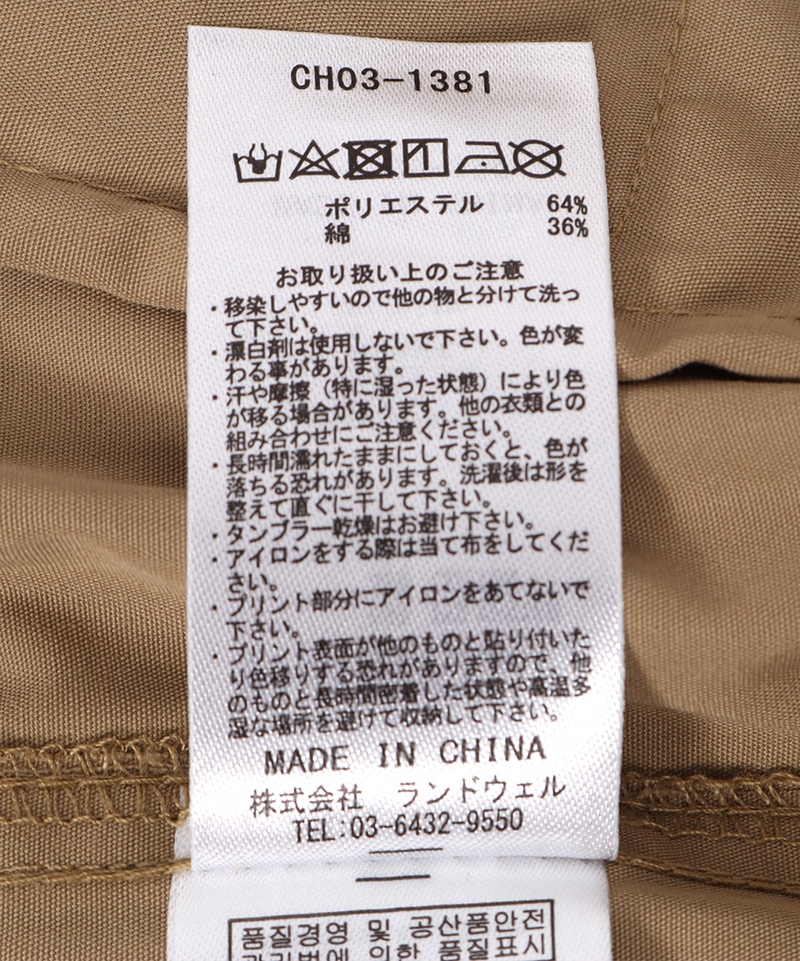 CH03-1381
ポリエステル 64%
綿 36%
お取り扱い上のご注意
・移染しやすいので他の物と分けて洗っ
て下さい。
・漂白剤は使用しないで下さい。色が変
わる事があります。
・汗や摩擦（特に湿った状態）により色
が移る場合があります。他の衣類との
組み合わせにご注意ください。
・長時間濡れたままにしておくと、色が
落ちる恐れがあります。洗濯後は形を
整えて直ぐに干して下さい。
・タンブラー乾燥はお避け下さい。
・アイロンをする際は当て布をしてくだ
さい。
・プリント部分にアイロンをあてないで
下さい。
・プリント表面が他のものと貼り付いた
り色移りする恐れがありますので、他
のものと長時間密着した状態や高温多
湿な場所を避けて収納して下さい。
MADE IN CHINA
株式会社 ランドウェル
TEL:03-6432-9550
품질경영 및 공산품안전
관리법에 의한 품질표시